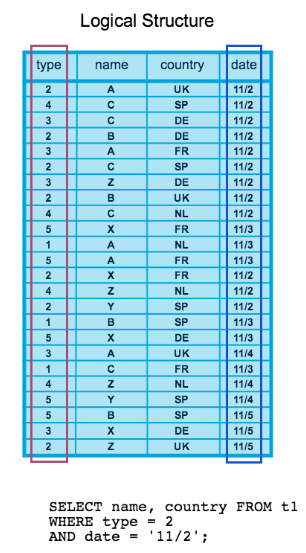 Logical Structure
type name country date
2 A UK 11/2
4 C SP 11/2
3 C DE 11/2
2 B DE 11/2
3 A FR 11/2
2 C SP 11/2
3 Z DE 11/2
2 B UK 11/2
4 C NL 11/2
5 X FR 11/3
1 A NL 11/3
5 A FR 11/3
2 X FR 11/2
4 Z NL 11/2
2 Y SP 11/2
1 B SP 11/3
5 X DE 11/3
3 A UK 11/4
1 C FR 11/3
4 Z NL 11/4
5 Y SP 11/4
5 B SP 11/5
3 X DE 11/5
2 Z UK 11/5
SELECT name, country FROM t1
WHERE type = 2
AND date = '11/2';